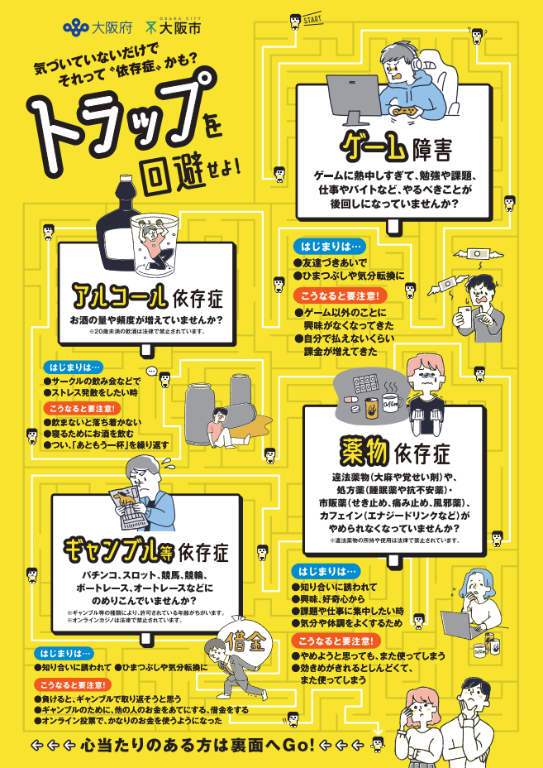 大阪府
OSAKA CITY
大阪市
START
気づいていないだけで
それって“依存症”かも？
トラップを
回避せよ！
ゲーム障害
ゲームに熱中しすぎて、勉強や課題、
仕事やバイトなど、やるべきことが
後回しになっていませんか？
はじまりは…
●友達づきあいで
●ひまつぶしや気分転換に
こうなると要注意！
●ゲーム以外のことに
興味がなくなってきた
●自分で払えないくらい
課金が増えてきた
アルコール依存症
お酒の量や頻度が増えていませんか？
※20歳未満の飲酒は法律で禁止されています。
はじまりは…
●サークルの飲み会などで
●ストレス発散をしたい時
こうなると要注意！
●飲まないと落ち着かない
●寝るためにお酒を飲む
●つい、「あともう一杯」を繰り返す
薬物依存症
違法薬物（大麻や覚せい剤）や、
処方薬（睡眠薬や抗不安薬）・
市販薬（せき止め、痛み止め、風邪薬）、
カフェイン（エナジードリンクなど）が
やめられなくなっていませんか？
※違法薬物の所持や使用は法律で禁止されています。
はじまりは…
●知り合いに誘われて
●興味、好奇心から
●課題や仕事に集中したい時
●気分や体調をよくするため
こうなると要注意！
●やめようと思っても、また使ってしまう
●効きめがきれるとしんどくて、
また使ってしまう
ギャンブル等依存症
パチンコ、スロット、競馬、競輪、
ボートレース、オートレースなどに
のめりこんでいませんか？
※ギャンブル等の種類により、許可されている年齢がちがいます。
※オンラインカジノは法律で禁止されています。
借金
はじまりは…
●知り合いに誘われて ●ひまつぶしや気分転換に
こうなると要注意！
●負けると、ギャンブルで取り返そうと思う
●ギャンブルのために、他の人のお金をあてにする、借金をする
●オンライン投票で、かなりのお金を使うようになった
←←←心当たりのある方は裏面へGo！←←←